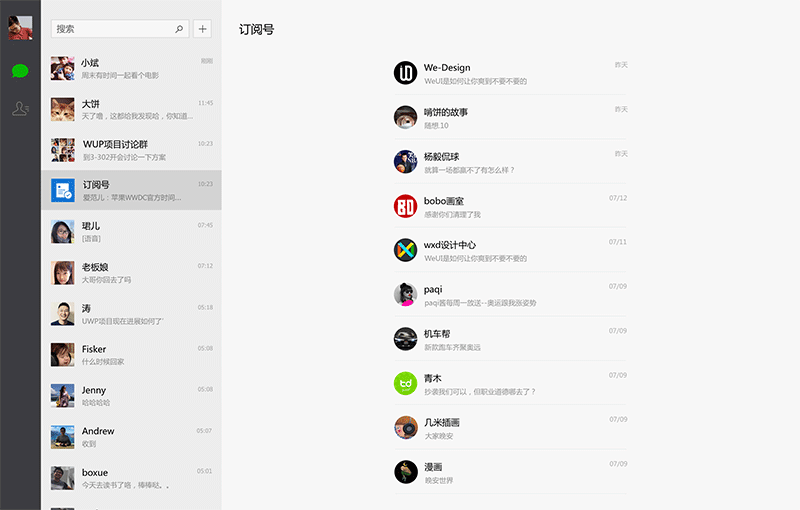 搜索
小斌
刚刚
周末有时间一起看个电影
大饼
11:45
天了噜，这都给我发现哈，你知道...
WUP项目讨论群
10:23
到3-302开会讨论一下方案
订阅号
10:23
爱范儿：苹果WWDC官方时间...
珺儿
07:45
[语言]
老板娘
07:12
大哥你回去了吗
涛
05:18
UWP项目现在进展如何了'
Fisker
05:08
什么时候回家
Jenny
05:08
哈哈哈哈
Andrew
05:07
收到
boxue
05:01
今天去读书了唔，棒棒哒。。
订阅号
We-Design
昨天
WeUI是如何让你爽到不要不要的
啃饼的故事
昨天
随想.10
杨毅侃球
昨天
就算一场都赢不了有怎么样？
bobo画室
07/12
感谢你们清理了我
wxd设计中心
07/11
WeUI是如何让你爽到不要不要的
paqi
07/09
paqi酱每周一放送--奥运跟我涨姿势
机车帮
07/09
新款跑车齐聚奥远
青木
07/09
抄袭我们可以，但职业道德哪去了？
几米插画
07/09
大家晚安
漫画
07/09
晚安世界